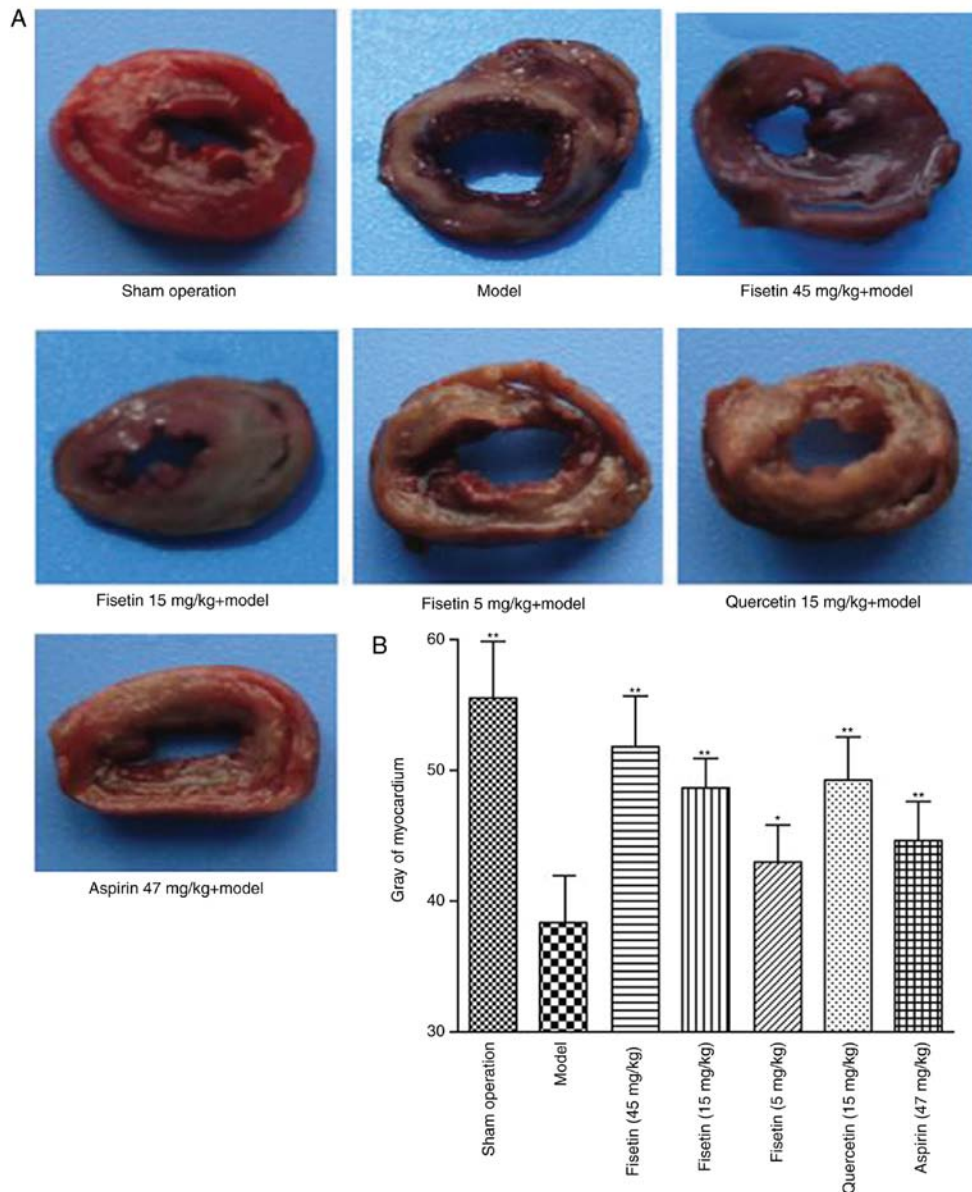 A
Sham operation
Model
Fisetin 45 mg/kg+model
Fisetin 15 mg/kg+model
Fisetin 5 mg/kg+model
Quercetin 15 mg/kg+model
Aspirin 47 mg/kg+model
B
Gray of myocardium
60
50
40
30
**
**
**
*
**
**
Sham operation
Model
Fisetin (45 mg/kg)
Fisetin (15 mg/kg)
Fisetin (5 mg/kg)
Quercetin (15 mg/kg)
Aspirin (47 mg/kg)